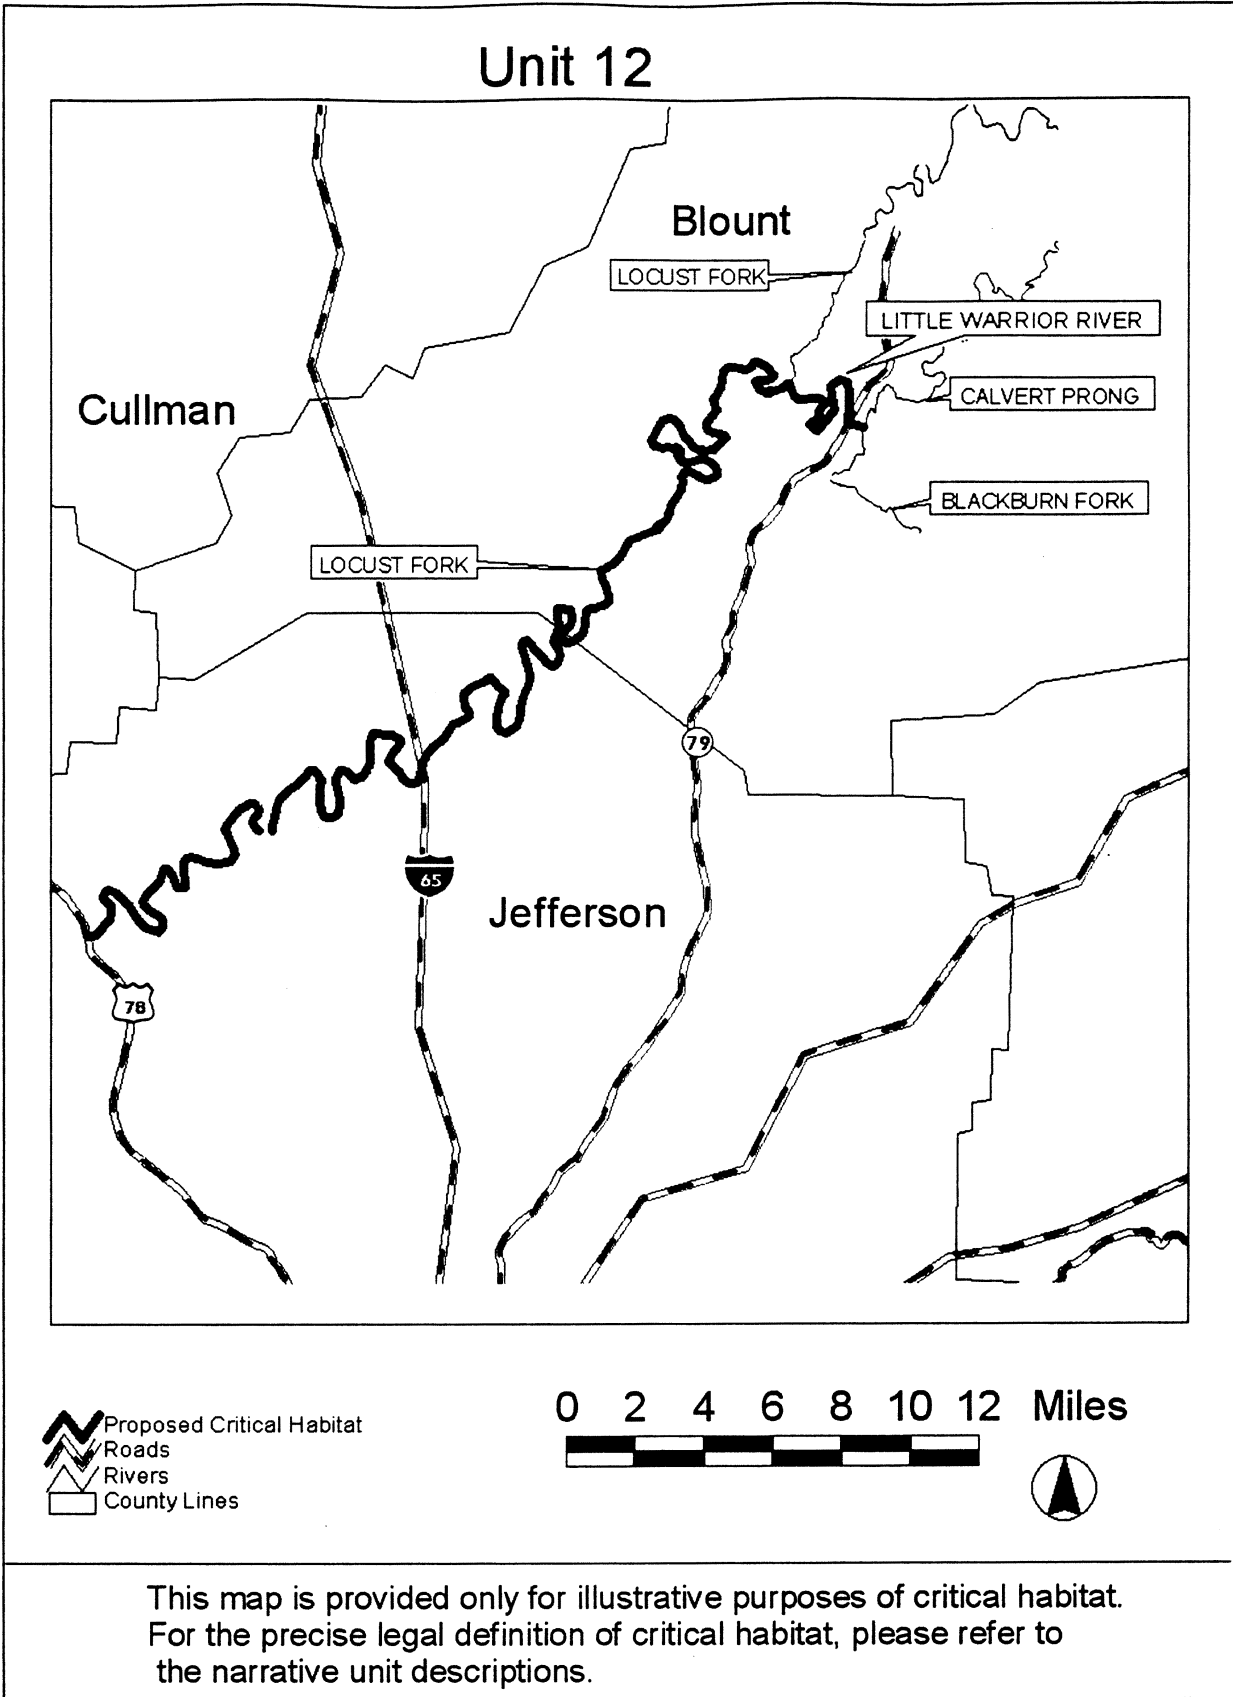 Unit 12
Blount
LOCUST FORK
LITTLE WARRIOR RIVER
Cullman
CALVERT PRONG
BLACKBURN FORK
LOCUST FORK
79
65
Jefferson
78
0 2 4 6 8 10 12 Miles
Proposed Critical Habitat
Roads
Rivers
County Lines
This map is provided only for illustrative purposes of critical habitat.
For the precise legal definition of critical habitat, please refer to
the narrative unit descriptions.